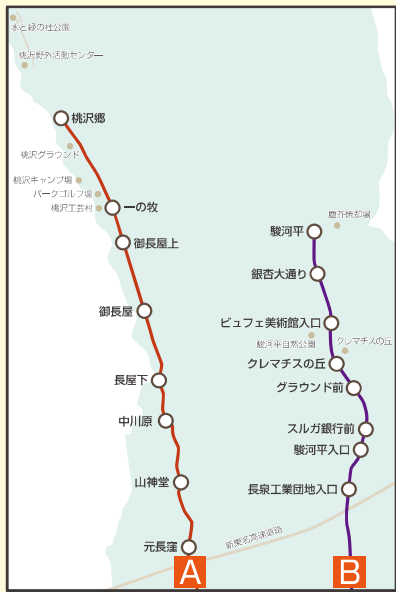 水と緑の杜公園
桃沢野外活動センター
桃沢郷
桃沢グラウンド
桃沢キャンプ場
パークゴルフ場
桃沢工芸村
一の牧
御長屋上
御長屋
長屋下
中川原
山神堂
元長窪
A
塵芥焼却場
駿河平
銀杏大通り
ビュフェ美術館入口
駿河平自然公園
クレマチスの丘
クレマチスの丘
グラウンド前
スルガ銀行前
駿河平入口
長泉工業団地入口
新東名高速道路
B